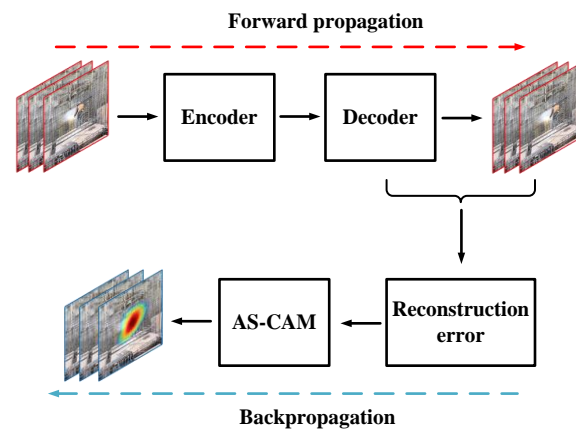 Forward propagation
Encoder
Decoder
AS-CAM
Reconstruction
error
Backpropagation